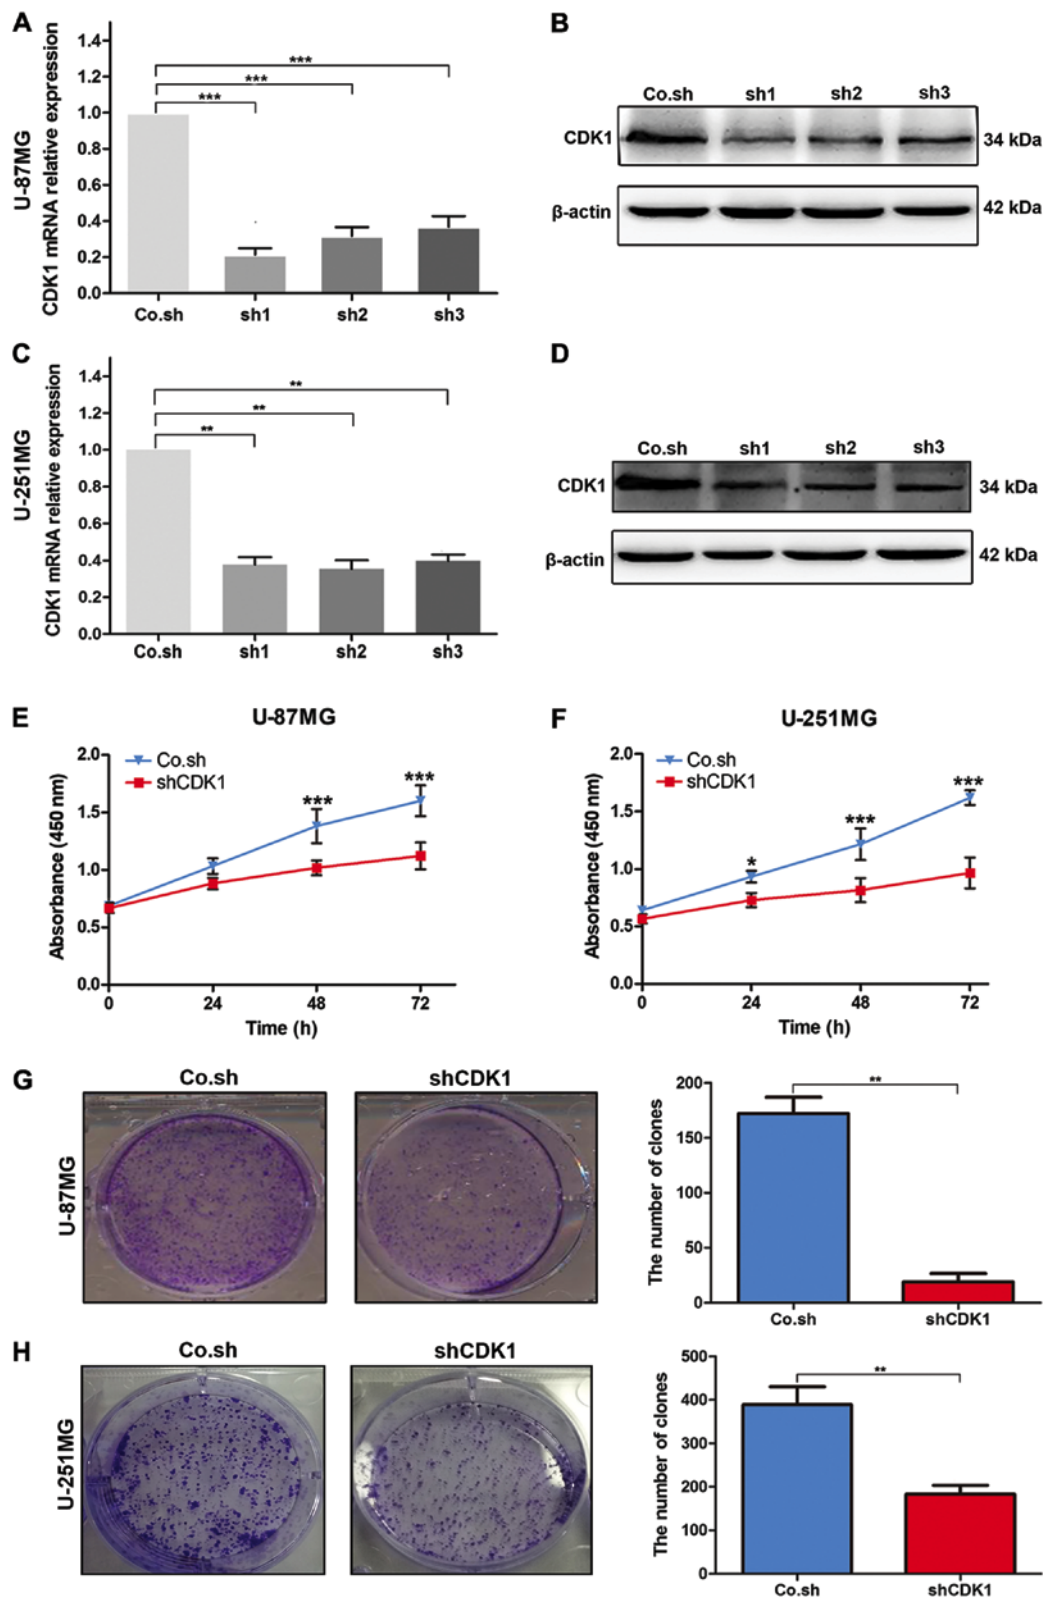 A
U-87MG
CDK1 mRNA relative expression
1.4
1.2
1.0
0.8
0.6
0.4
0.2
0.0
***
***
***
Co.sh sh1 sh2 sh3
B
Co.sh sh1 sh2 sh3
CDK1 34 kDa
β-actin 42 kDa
C
U-251MG
CDK1 mRNA relative expression
1.4
1.2
1.0
0.8
0.6
0.4
0.2
0.0
**
**
**
Co.sh sh1 sh2 sh3
D
Co.sh sh1 sh2 sh3
CDK1 34 kDa
β-actin 42 kDa
E
U-87MG
Absorbance (450 nm)
2.0
1.5
1.0
0.5
0.0
Co.sh
shCDK1
*** ***
0 24 48 72
Time (h)
F
U-251MG
Absorbance (450 nm)
2.0
1.5
1.0
0.5
0.0
Co.sh
shCDK1
* *** ***
0 24 48 72
Time (h)
G
Co.sh shCDK1
U-87MG
The number of clones
200
150
100
50
0
**
Co.sh shCDK1
H
Co.sh shCDK1
U-251MG
The number of clones
500
400
300
200
100
0
**
Co.sh shCDK1